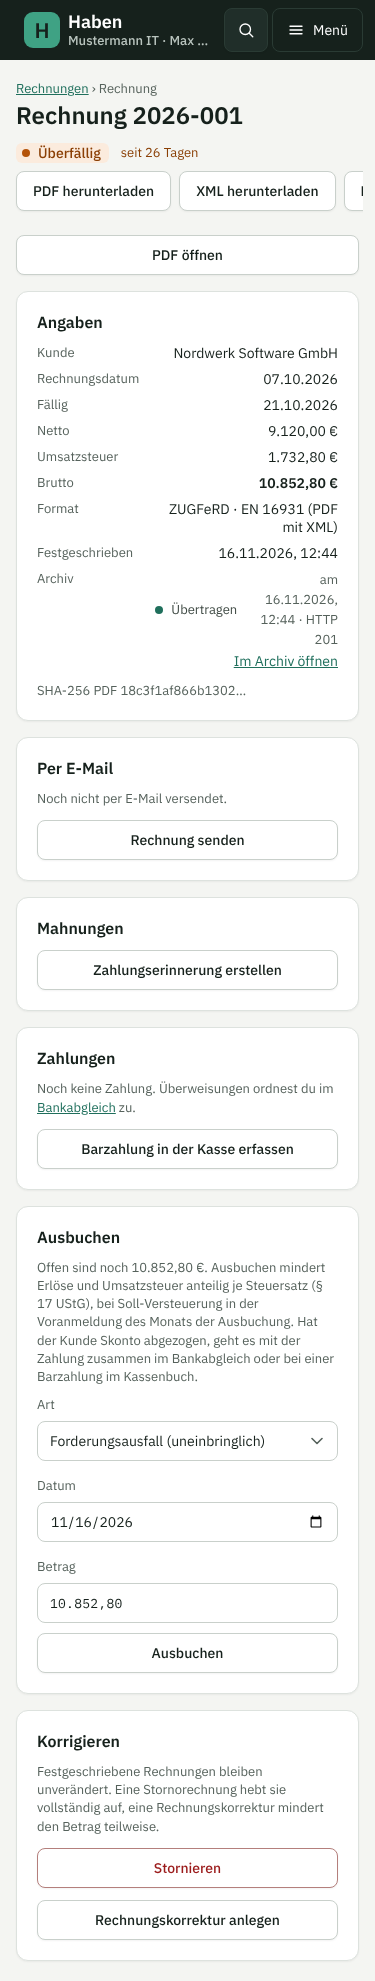 H
Haben
Mustermann IT · Max ...
Menü
Rechnungen › Rechnung
Rechnung 2026-001
Überfällig seit 26 Tagen
PDF herunterladen
XML herunterladen
PDF öffnen
Angaben
Kunde Nordwerk Software GmbH
Rechnungsdatum 07.10.2026
Fällig 21.10.2026
Netto 9.120,00 €
Umsatzsteuer 1.732,80 €
Brutto 10.852,80 €
Format ZUGFeRD · EN 16931 (PDF
mit XML)
Festgeschrieben 16.11.2026, 12:44
Archiv
Übertragen
am
16.11.2026,
12:44 · HTTP
201
Im Archiv öffnen
SHA-256 PDF 18c3f1af866b1302…
Per E-Mail
Noch nicht per E-Mail versendet.
Rechnung senden
Mahnungen
Zahlungserinnerung erstellen
Zahlungen
Noch keine Zahlung. Überweisungen ordnest du im
Bankabgleich zu.
Barzahlung in der Kasse erfassen
Ausbuchen
Offen sind noch 10.852,80 €. Ausbuchen mindert
Erlöse und Umsatzsteuer anteilig je Steuersatz (§
17 UStG), bei Soll-Versteuerung in der
Voranmeldung des Monats der Ausbuchung. Hat
der Kunde Skonto abgezogen, geht es mit der
Zahlung zusammen im Bankabgleich oder bei einer
Barzahlung im Kassenbuch.
Art
Forderungsausfall (uneinbringlich)
Datum
11/16/2026
Betrag
10.852,80
Ausbuchen
Korrigieren
Festgeschriebene Rechnungen bleiben
unverändert. Eine Stornorechnung hebt sie
vollständig auf, eine Rechnungskorrektur mindert
den Betrag teilweise.
Stornieren
Rechnungskorrektur anlegen